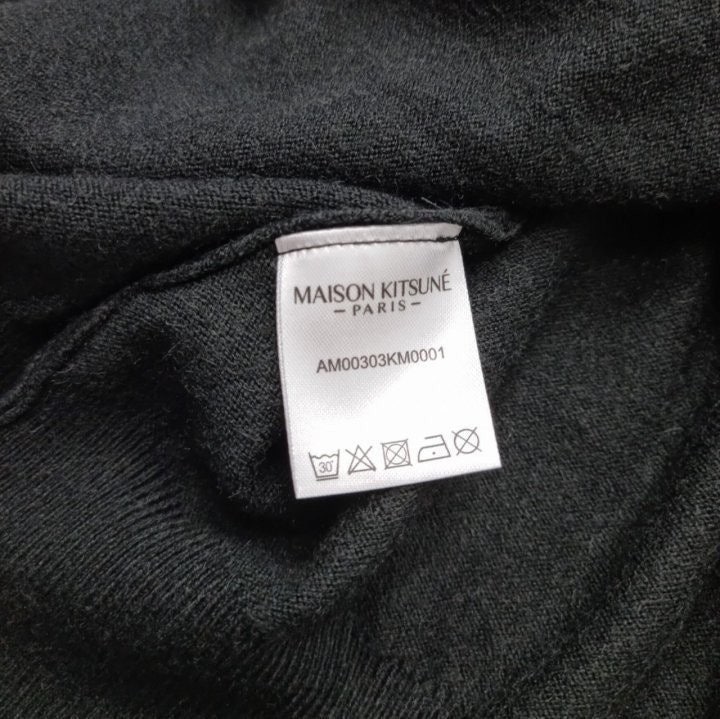 MAISON KITSUNÉ
- PARIS -
AM00303KM0001
30°